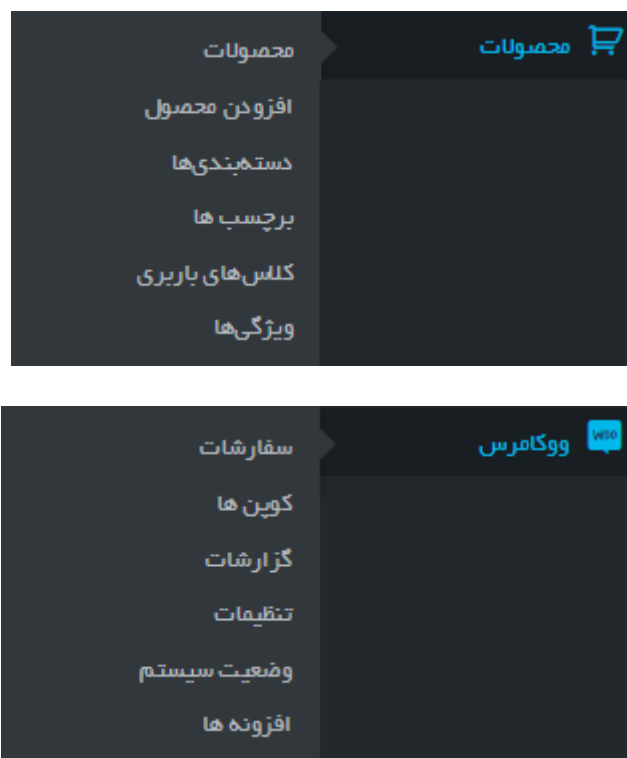 محصولات
محصولات
افزودن محصول
دسته‌بندی‌ها
برچسب ها
کلاس‌های باربری
ویژگی‌ها
ووکامرس
WOO
سفارشات
کوپن ها
گزارشات
تنظیمات
وضعیت سیستم
افزونه ها